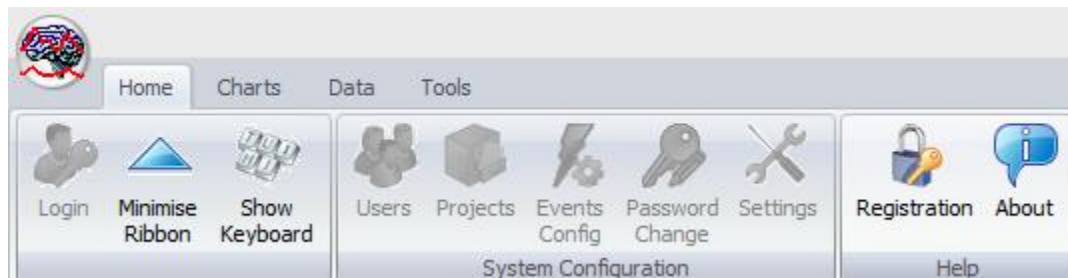 Home Charts Data Tools
Login Minimise Ribbon Show Keyboard Users Projects Events Config Password Change Settings Registration About
System Configuration Help